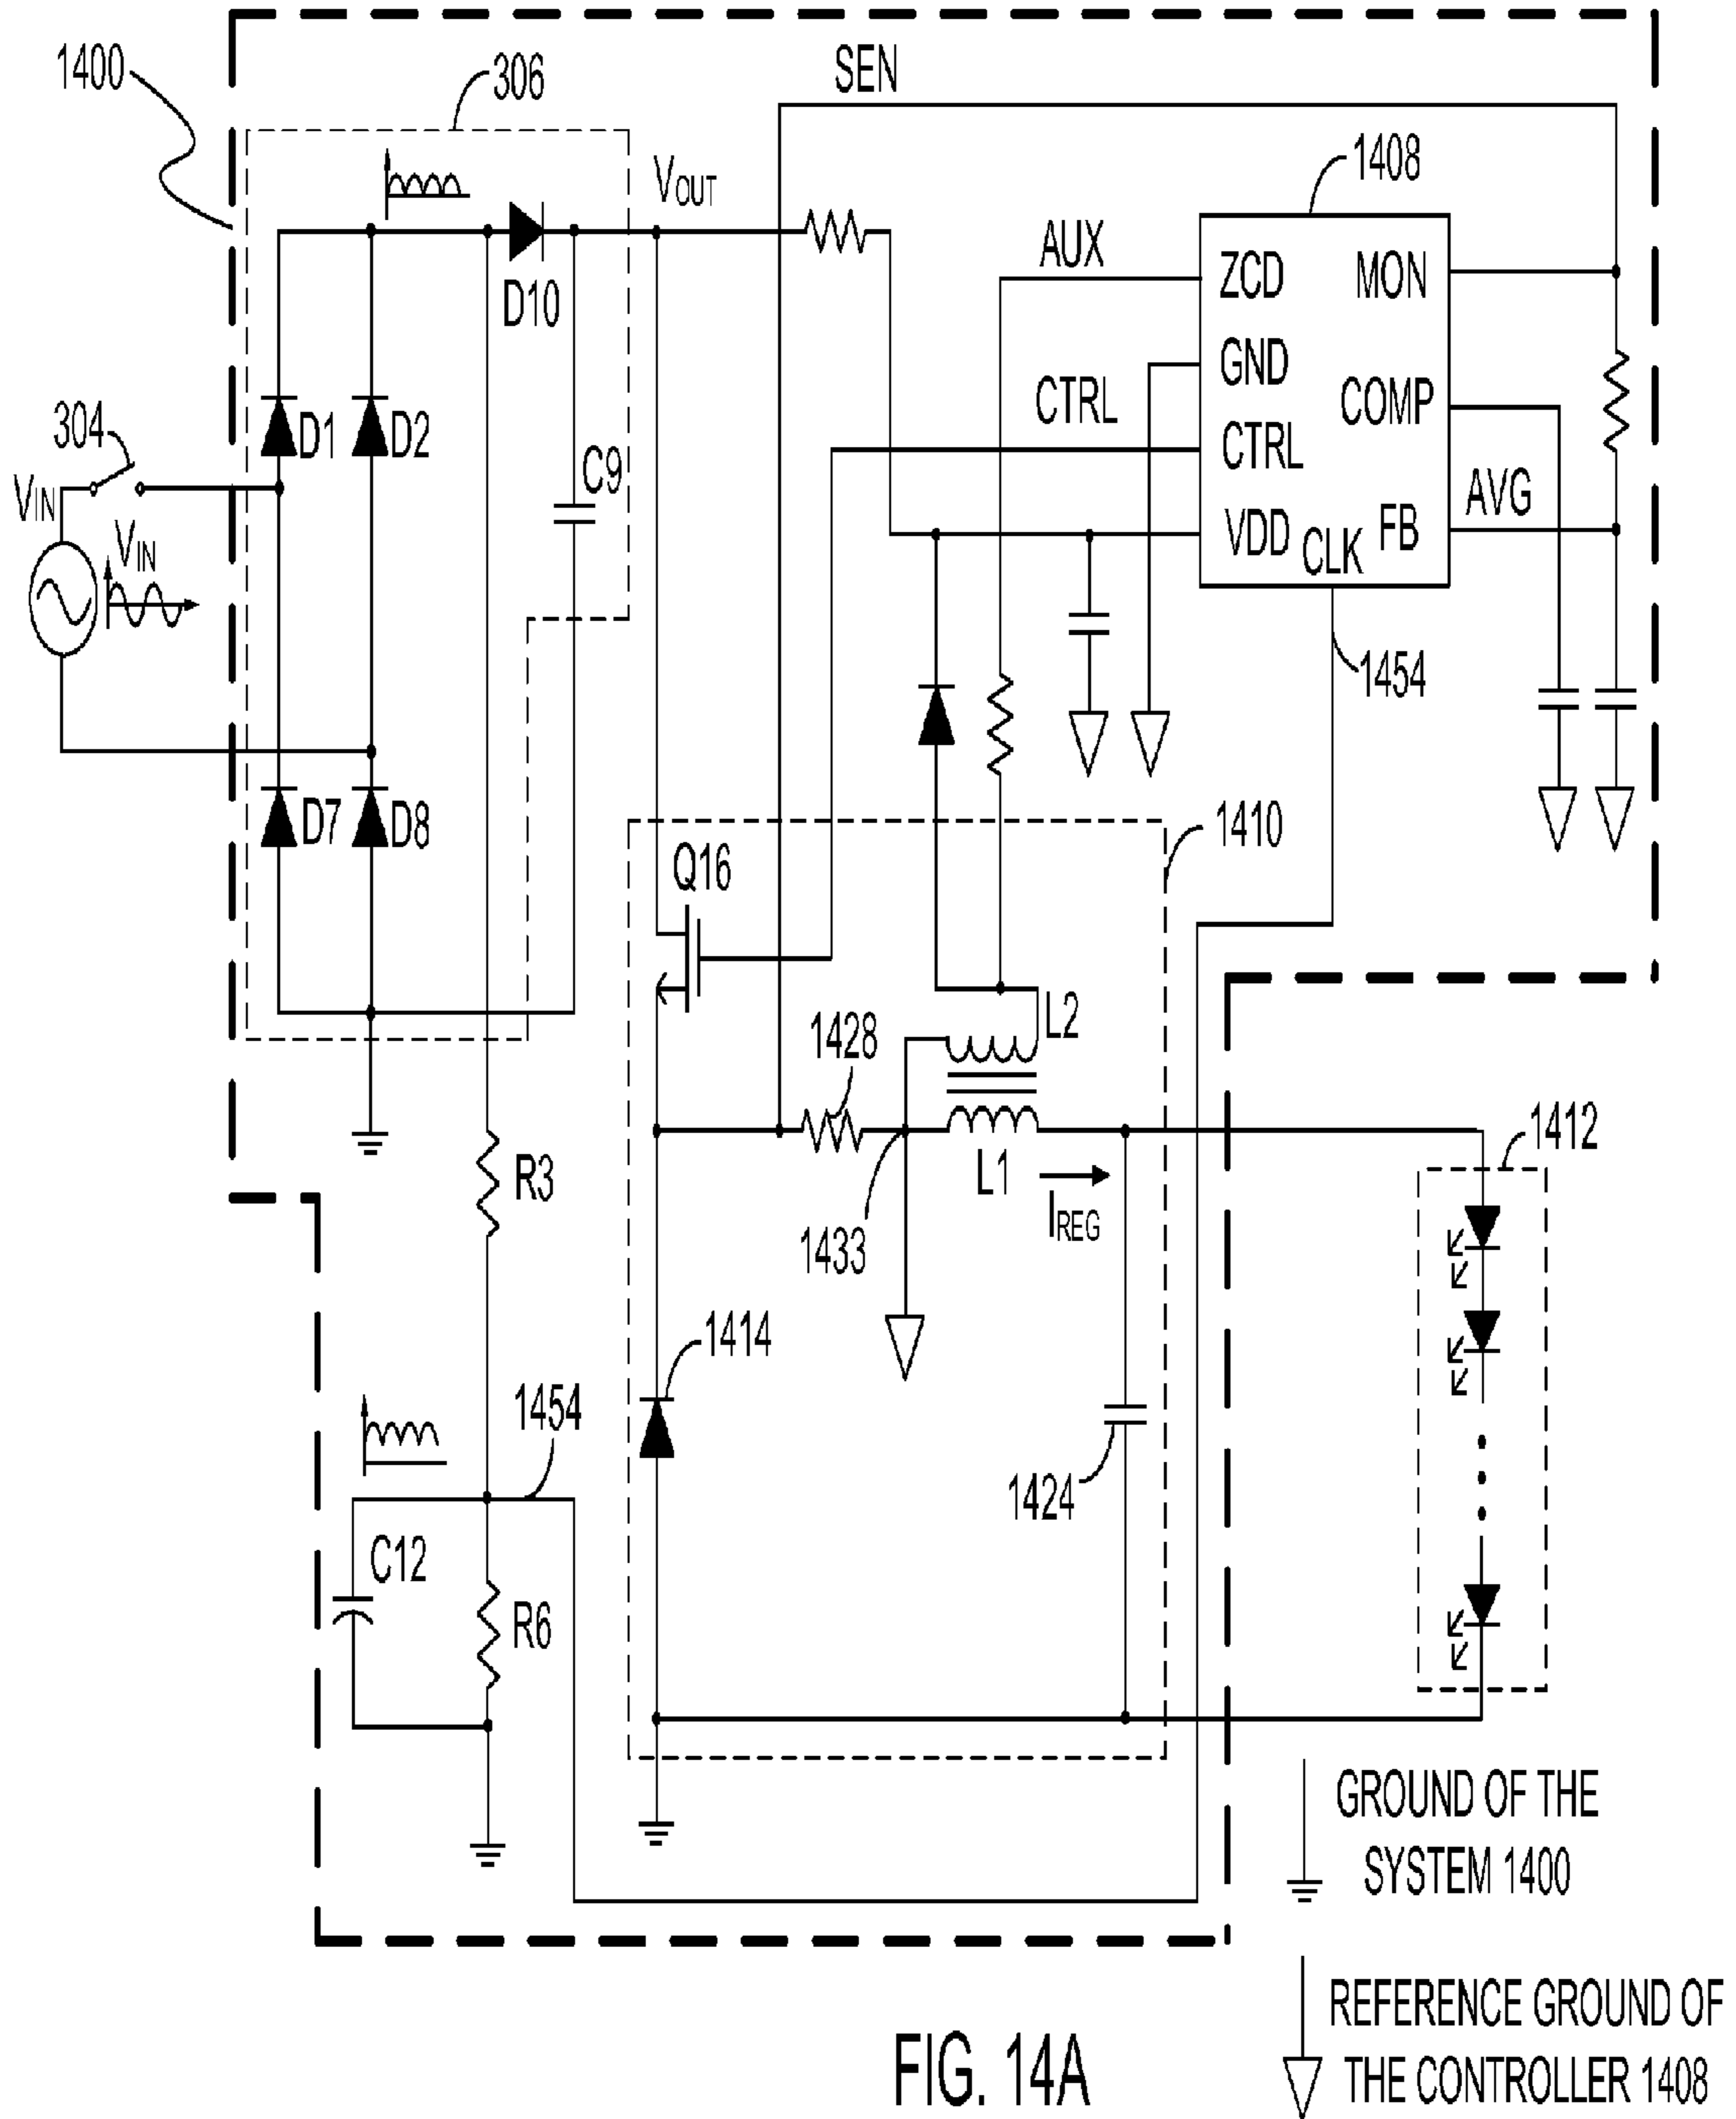 SEN
1400
306
1408
VOUT
AUX
ZCD
MON
D10
GND
CTRL
COMP
304
D1
D2
CTRL
C9
VIN
AVG
VIN
VDD
CLK
FB
1454
D7
D8
1410
Q16
L2
1428
1412
R3
L1
IREG
1433
1414
1454
1424
C12
R6
GROUND OF THE
SYSTEM 1400
REFERENCE GROUND OF
THE CONTROLLER 1408
FIG. 14A